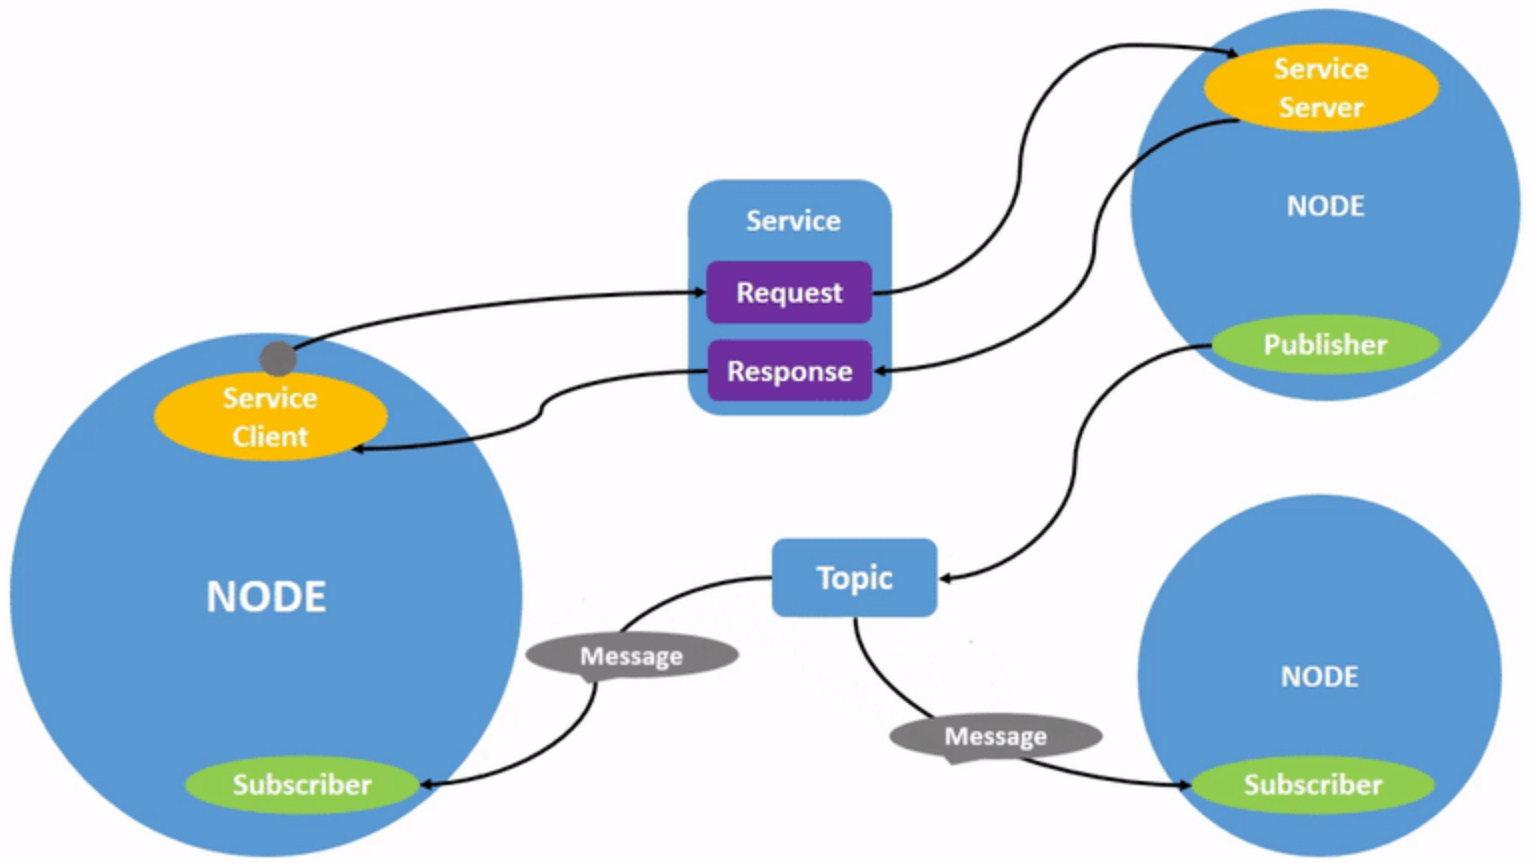 Service
Server
NODE
Publisher
Service
Request
Response
Service
Client
NODE
Subscriber
Topic
Message
Message
NODE
Subscriber